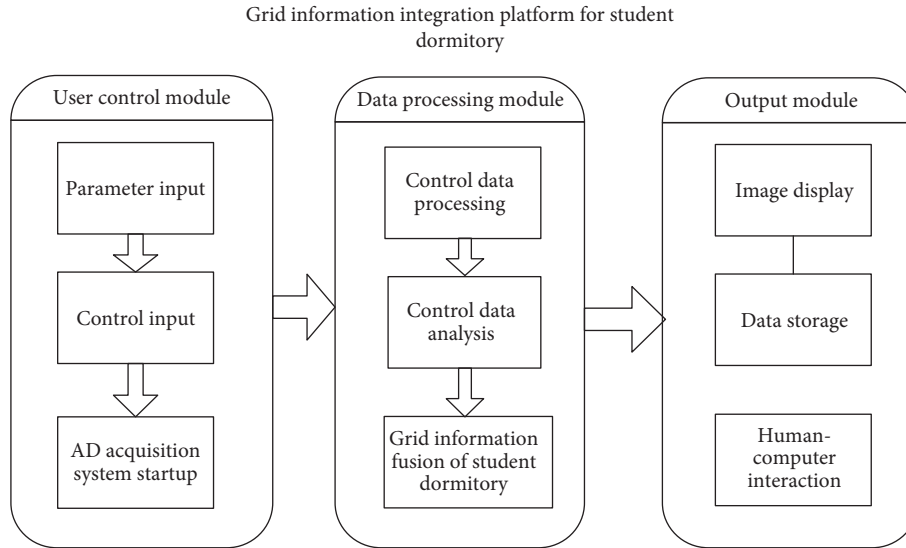 Grid information integration platform for student
dormitory
User control module
Parameter input
Control input
AD acquisition
system startup
Data processing module
Control data
processing
Control data
analysis
Grid information
fusion of student
dormitory
Output module
Image display
Data storage
Human-
computer
interaction